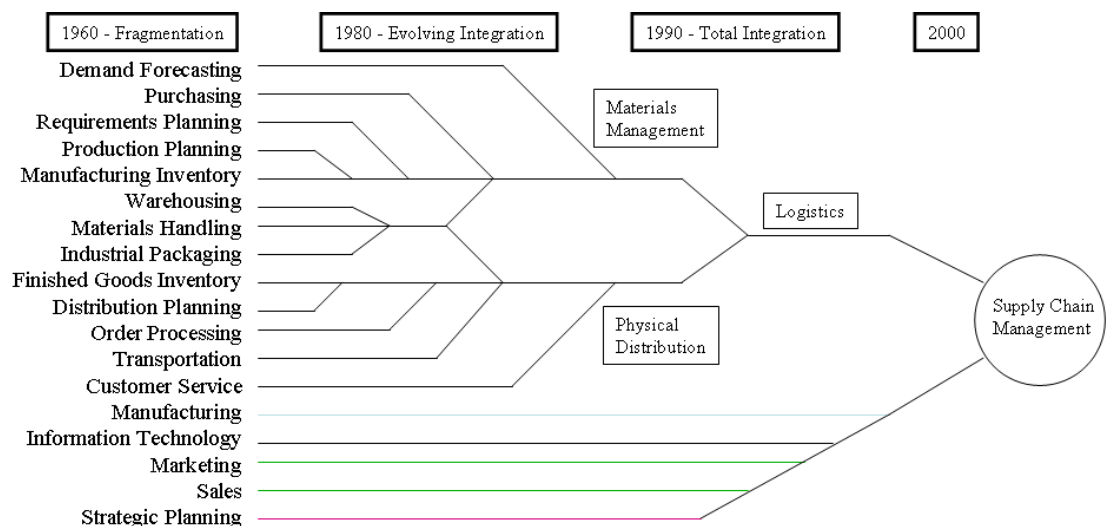 1960 - Fragmentation
1980 - Evolving Integration
1990 - Total Integration
2000
Demand Forecasting
Purchasing
Requirements Planning
Production Planning
Manufacturing Inventory
Warehousing
Materials Handling
Industrial Packaging
Finished Goods Inventory
Distribution Planning
Order Processing
Transportation
Customer Service
Manufacturing
Information Technology
Marketing
Sales
Strategic Planning
Materials
Management
Physical
Distribution
Logistics
Supply Chain
Management